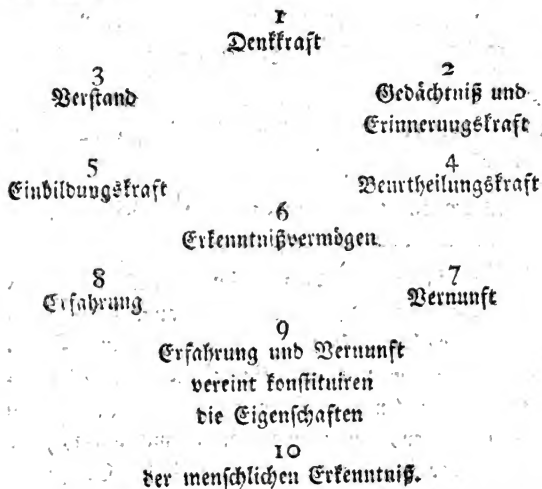 1
Denkkraft
3 2
Verstand Gedächtniß und
Erinnerungskraft
5 4
Einbildungskraft Beurtheilungskraft
6
Erkenntnißvermögen.
8 7
Erfahrung Vernunft
9
Erfahrung und Vernunft
vereint konstituiren
die Eigenschaften
10
der menschlichen Erkenntniß.